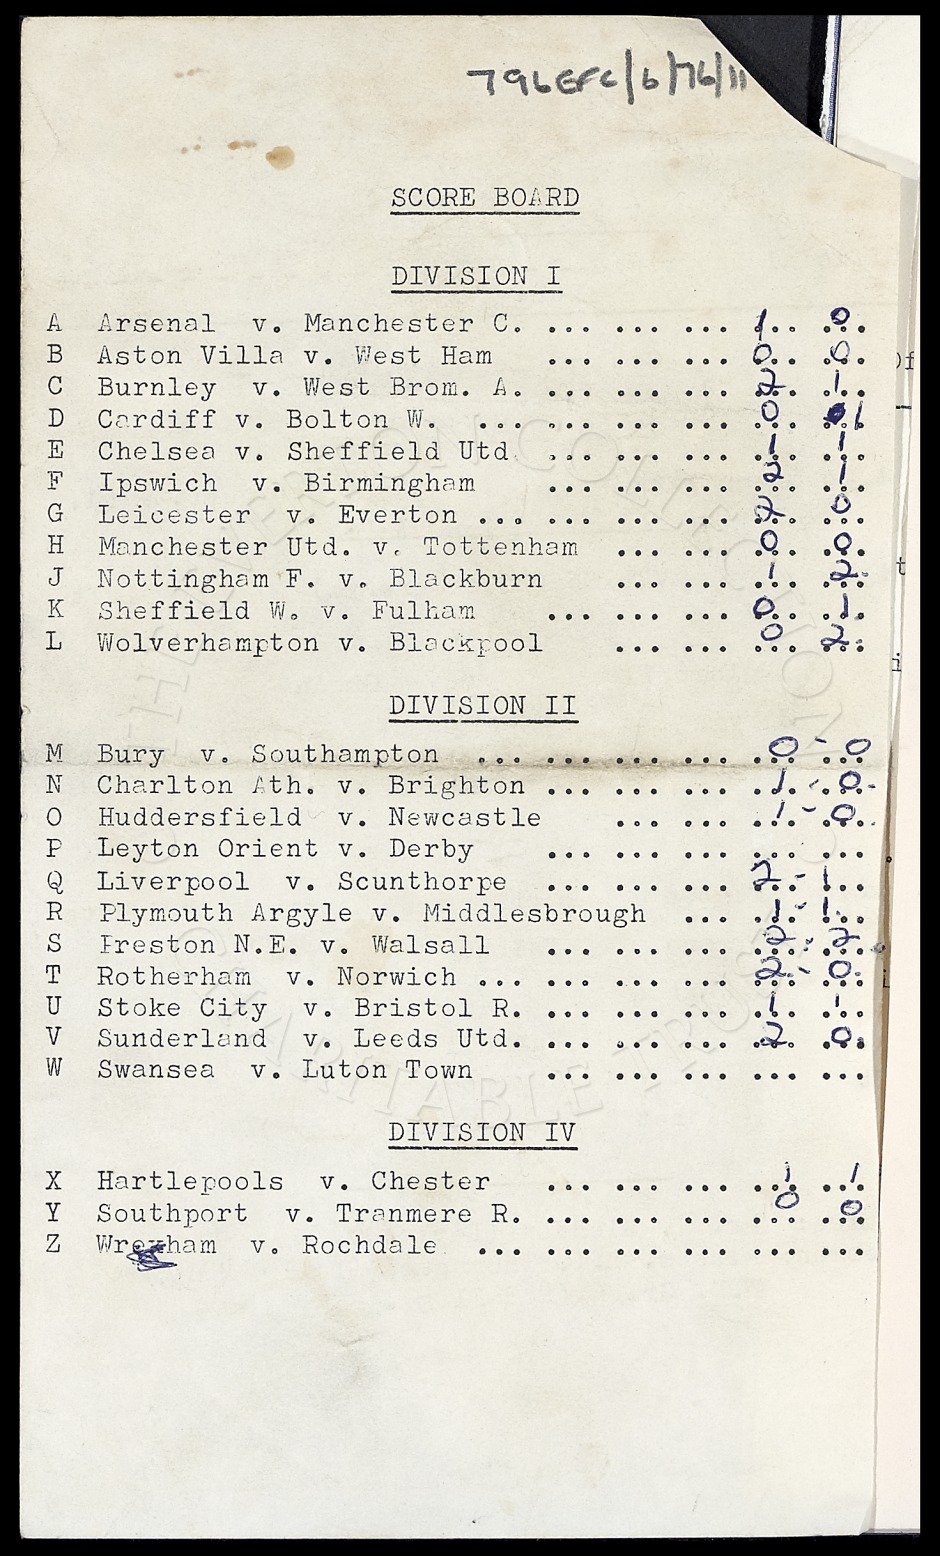 796EFC/6/76/11
SCORE BOARD
DIVISION I
A Arsenal v. Manchester C. ... ... ... 1 0
B Aston Villa v. West Ham ... ... ... 0 0
C Burnley v. West Brom. A. ... ... ... 2 1
D Cardiff v. Bolton W. ... ... ... ... 0 1
E Chelsea v. Sheffield Utd. ... ... ... 1 1
F Ipswich v. Birmingham ... ... ... 2 1
G Leicester v. Everton ... ... ... ... 2 0
H Manchester Utd. v. Tottenham ... ... 0 0
J Nottingham F. v. Blackburn ... ... 1 2
K Sheffield W. v. Fulham ... ... ... 0 1
L Wolverhampton v. Blackpool ... ... 0 2
DIVISION II
M Bury v. Southampton ... ... ... ... 0 - 0
N Charlton Ath. v. Brighton ... ... ... 1 - 0
O Huddersfield v. Newcastle ... ... 1 - 0
P Leyton Orient v. Derby ... ... ... ... ...
Q Liverpool v. Scunthorpe ... ... ... 2 - 1
R Plymouth Argyle v. Middlesbrough ... 1 - 1
S Preston N.E. v. Walsall ... ... ... 2 - 2
T Rotherham v. Norwich ... ... ... ... 2 - 0
U Stoke City v. Bristol R. ... ... ... 1 1
V Sunderland v. Leeds Utd. ... ... ... 2 0
W Swansea v. Luton Town ... ... ... ... ...
DIVISION IV
X Hartlepools v. Chester ... ... ... 1 1
Y Southport v. Tranmere R. ... ... ... 0 0
Z Wrexham v. Rochdale ... ... ... ... ... ...